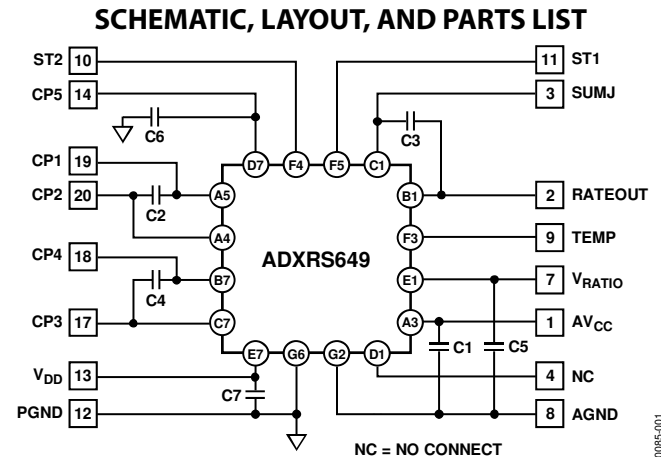 SCHEMATIC, LAYOUT, AND PARTS LIST
ST2 10
11 ST1
CP5 14
3 SUMJ
C6
C3
CP1 19
D7 F4 F5 C1
CP2 20
C2
A5
B1
2 RATEOUT
A4
F3
9 TEMP
CP4 18
ADXRS649
C4
B7
E1
7 VRATIO
CP3 17
C7
A3
1 AVCC
E7 G6 G2 D1
C1
C5
VDD 13
C7
4 NC
PGND 12
8 AGND
NC = NO CONNECT
0085-001